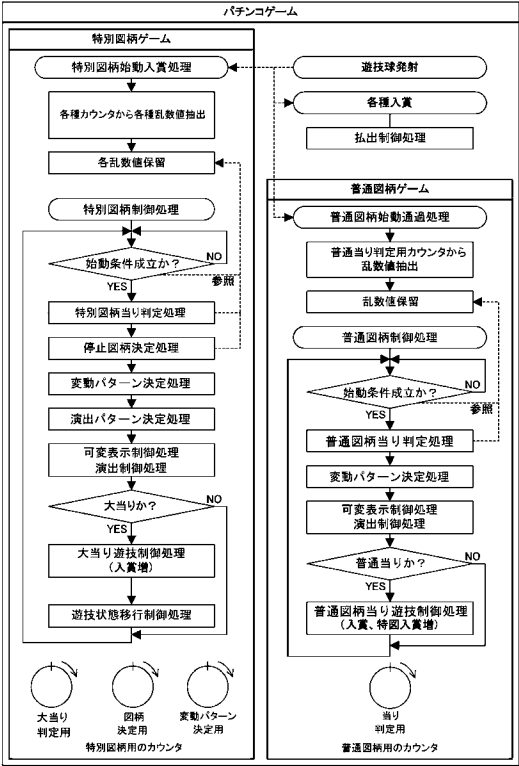 パチンコゲーム
特別図柄ゲーム
特別図柄始動入賞処理
各種カウンタから各種乱数値抽出
各乱数値保留
特別図柄制御処理
始動条件成立か?
NO
参照
YES
特別図柄当り判定処理
停止図柄決定処理
変動パターン決定処理
演出パターン決定処理
可変表示制御処理
演出制御処理
大当りか?
NO
YES
大当り遊技制御処理
(入賞増)
遊技状態移行制御処理
大当り
判定用
図柄
決定用
変動パターン
決定用
特別図柄用のカウンタ
遊技球発射
各種入賞
払出制御処理
普通図柄ゲーム
普通図柄始動通過処理
普通当り判定用カウンタから
乱数値抽出
乱数値保留
普通図柄制御処理
始動条件成立か?
NO
参照
YES
普通図柄当り判定処理
変動パターン決定処理
可変表示制御処理
演出制御処理
普通当りか?
NO
YES
普通図柄当り遊技制御処理
(入賞、特図入賞増)
当り
判定用
普通図柄用のカウンタ